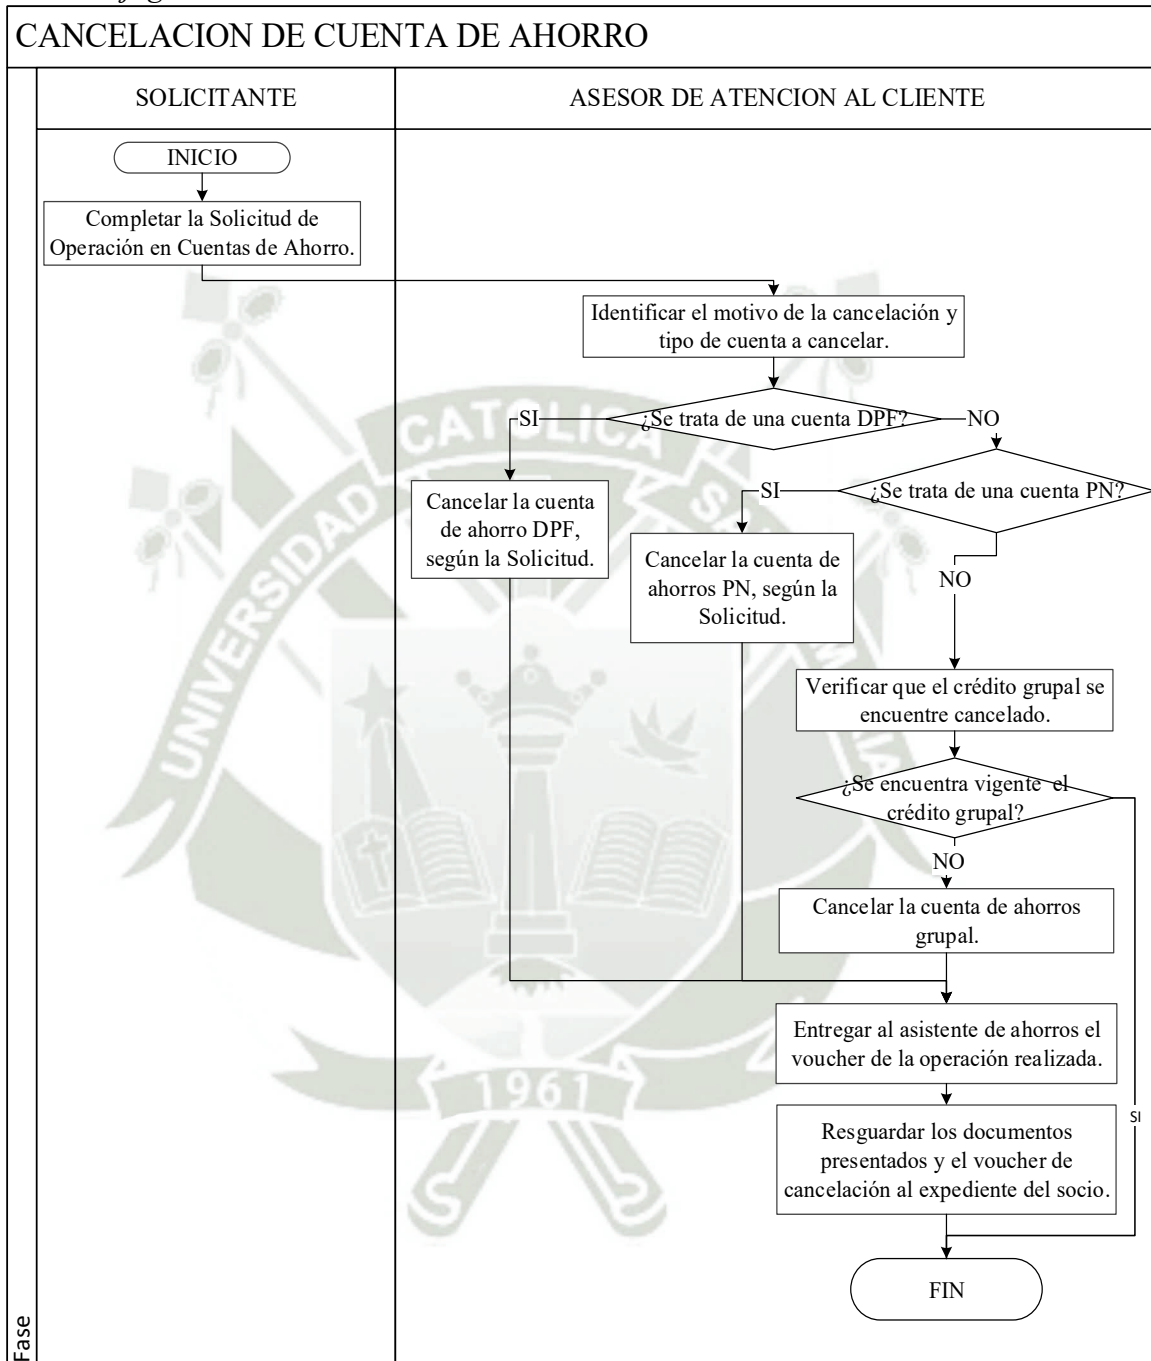 CANCELACION DE CUENTA DE AHORRO
SOLICITANTE
ASESOR DE ATENCION AL CLIENTE
INICIO
Completar la Solicitud de
Operación en Cuentas de Ahorro.
Identificar el motivo de la cancelación y
tipo de cuenta a cancelar.
¿Se trata de una cuenta DPF?
SI
NO
¿Se trata de una cuenta PN?
SI
NO
Cancelar la cuenta
de ahorro DPF,
según la Solicitud.
Cancelar la cuenta de
ahorros PN, según la
Solicitud.
Verificar que el crédito grupal se
encuentre cancelado.
¿Se encuentra vigente el
crédito grupal?
NO
SI
Cancelar la cuenta de ahorros
grupal.
Entregar al asistente de ahorros el
voucher de la operación realizada.
Resguardar los documentos
presentados y el voucher de
cancelación al expediente del socio.
FIN
Fase
UNIVERSIDAD
CATOLICA
1961